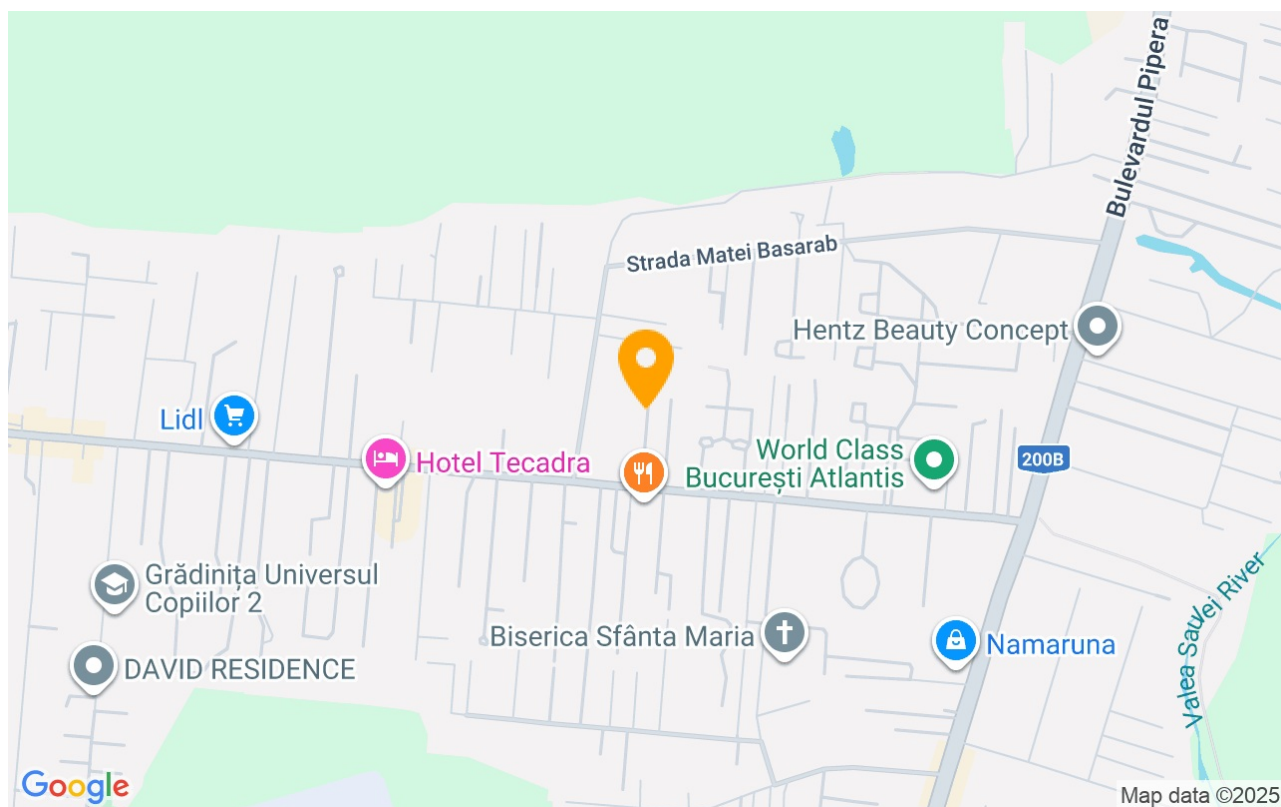 Bulevardul Pipera
Strada Matei Basarab
Hentz Beauty Concept
Lidl
Hotel Tecadra
World Class
București Atlantis
200B
Grădinița Universul
Copiilor 2
Biserica Sfânta Maria
Namaruna
DAVID RESIDENCE
Valea Saulei River
Google
Map data ©2025